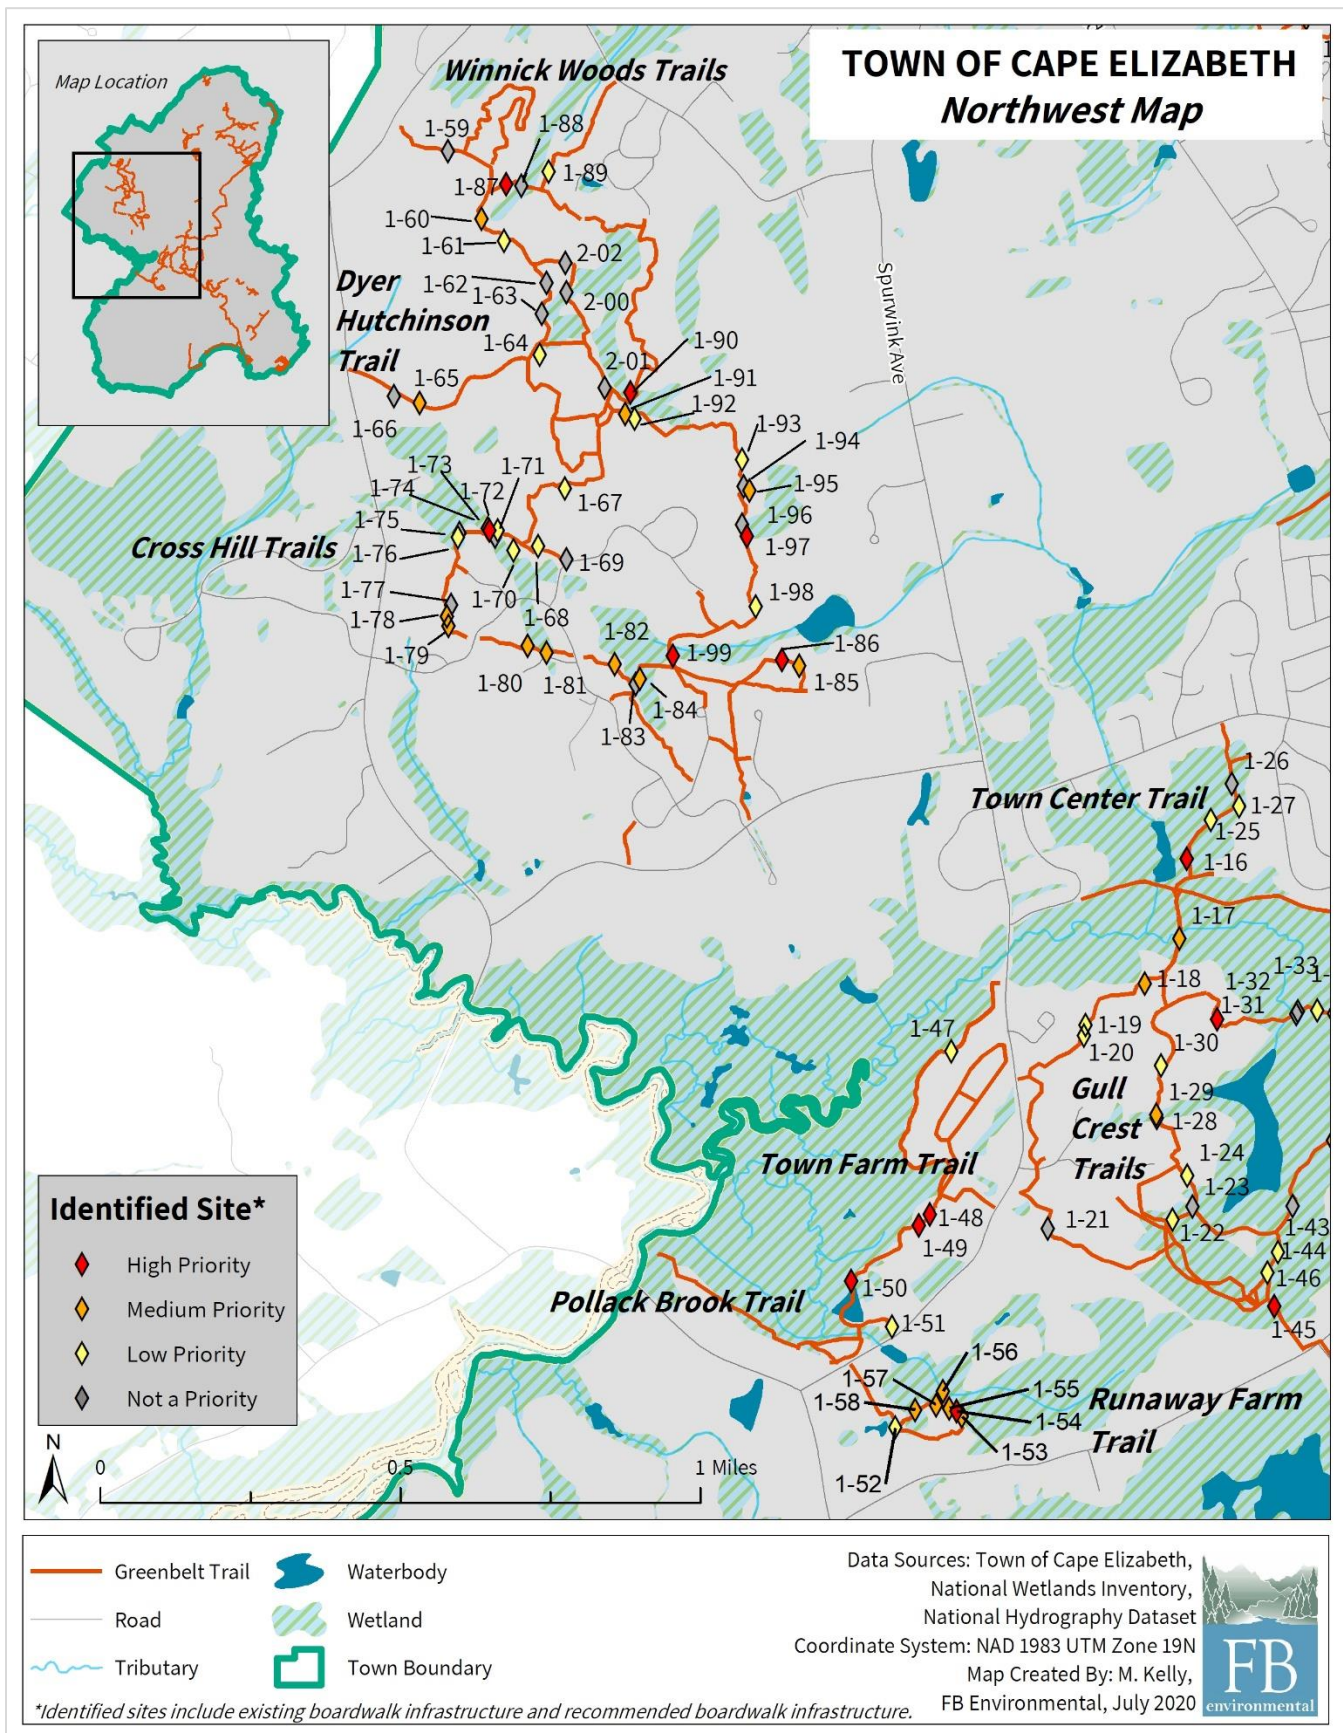 TOWN OF CAPE ELIZABETH
Northwest Map
Map Location
Winnick Woods Trails
1-59
1-88
1-89
1-87
1-60
1-61
2-02
1-62
2-00
1-63
Dyer
Hutchinson
Trail
1-64
2-01
1-90
1-91
1-92
1-65
1-66
Spurwink Ave
1-93
1-94
1-95
1-96
1-97
1-98
1-73
1-71
1-74
1-72
1-67
1-75
1-76
Cross Hill Trails
1-69
1-77
1-70
1-68
1-78
1-79
1-82
1-99
1-86
1-80
1-81
1-85
1-84
1-83
1-26
Town Center Trail
1-27
1-25
1-16
1-17
1-18
1-33
1-
1-32
1-31
1-47
1-19
1-20
1-30
Gull
Crest
Trails
1-29
1-28
1-24
Town Farm Trail
1-23
1-48
1-49
1-21
1-22
1-43
1-44
1-46
1-50
Pollack Brook Trail
1-51
1-45
1-56
1-57
1-55
1-58
1-54
1-53
1-52
Runaway Farm
Trail
Identified Site*
High Priority
Medium Priority
Low Priority
Not a Priority
N
0
0.5
1 Miles
Greenbelt Trail
Road
Tributary
Waterbody
Wetland
Town Boundary
Data Sources: Town of Cape Elizabeth,
National Wetlands Inventory,
National Hydrography Dataset
Coordinate System: NAD 1983 UTM Zone 19N
Map Created By: M. Kelly,
FB Environmental, July 2020
FB
environmental
*Identified sites include existing boardwalk infrastructure and recommended boardwalk infrastructure.